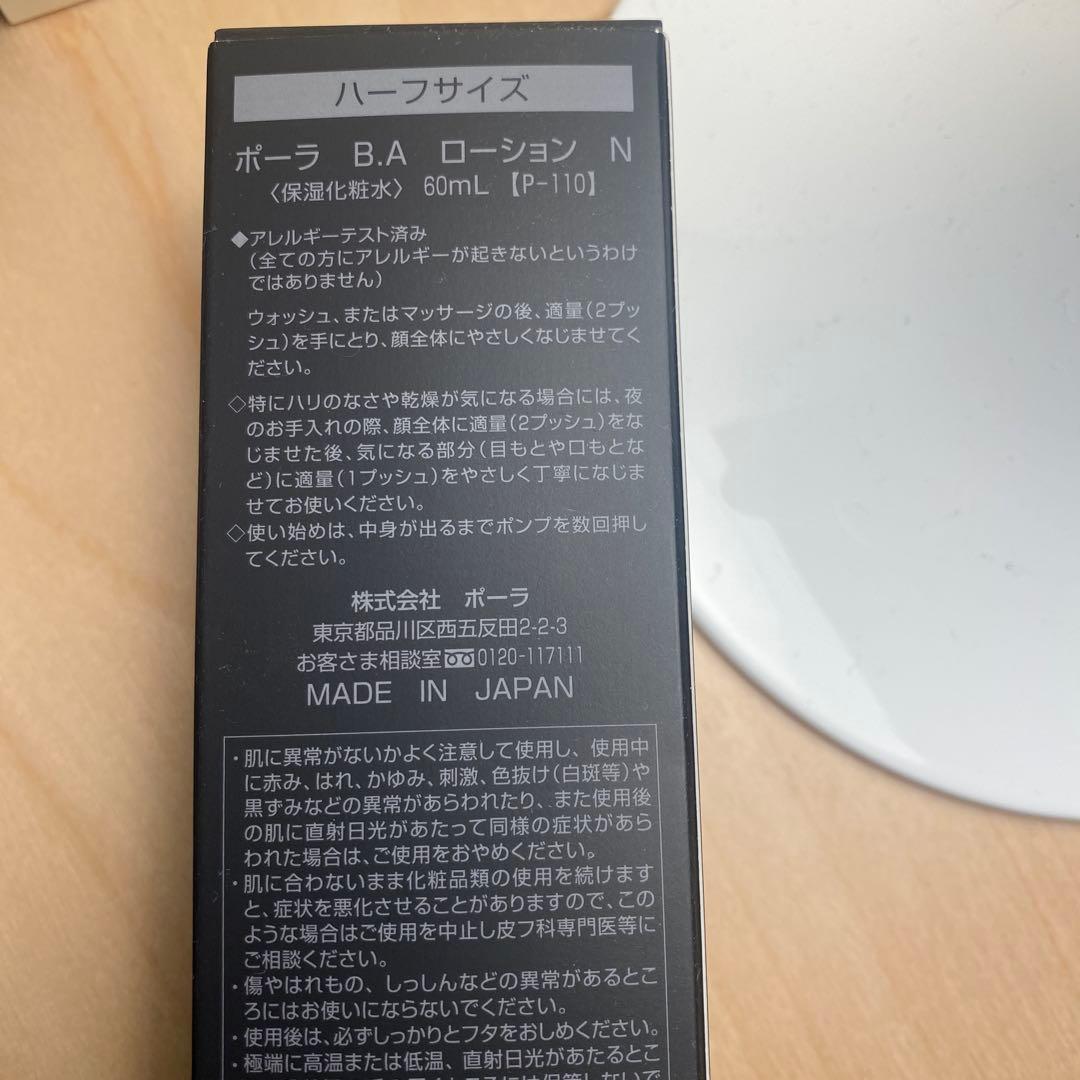 ハーフサイズ
ポーラ B.A ローション N
〈保湿化粧水〉 60mL 【P-110】
◆アレルギーテスト済み
(全ての方にアレルギーが起きないというわけ
ではありません)
ウォッシュ、またはマッサージの後、適量(2プッ
シュ)を手にとり、顔全体にやさしくなじませてく
ださい。
◇特にハリのなさや乾燥が気になる場合には、夜
のお手入れの際、顔全体に適量(2プッシュ)をな
じませた後、気になる部分(目もとや口もとな
ど)に適量(1プッシュ)をやさしく丁寧になじま
せてお使いください。
◇使い始めは、中身が出るまでポンプを数回押し
てください。
株式会社 ポーラ
東京都品川区西五反田2-2-3
お客さま相談室 0120-117111
MADE IN JAPAN
・肌に異常がないかよく注意して使用し、使用中
に赤み、はれ、かゆみ、刺激、色抜け(白斑等)や
黒ずみなどの異常があらわれたり、また使用後
の肌に直射日光があたって同様の症状があら
われた場合は、ご使用をおやめください。
・肌に合わないまま化粧品類の使用を続けます
と、症状を悪化させることがありますので、この
ような場合はご使用を中止し皮フ科専門医等に
ご相談ください。
・傷やはれもの、しっしんなどの異常があるとこ
ろにはお使いにならないでください。
・使用後は、必ずしっかりとフタをおしめください。
・極端に高温または低温、直射日光があたるとこ